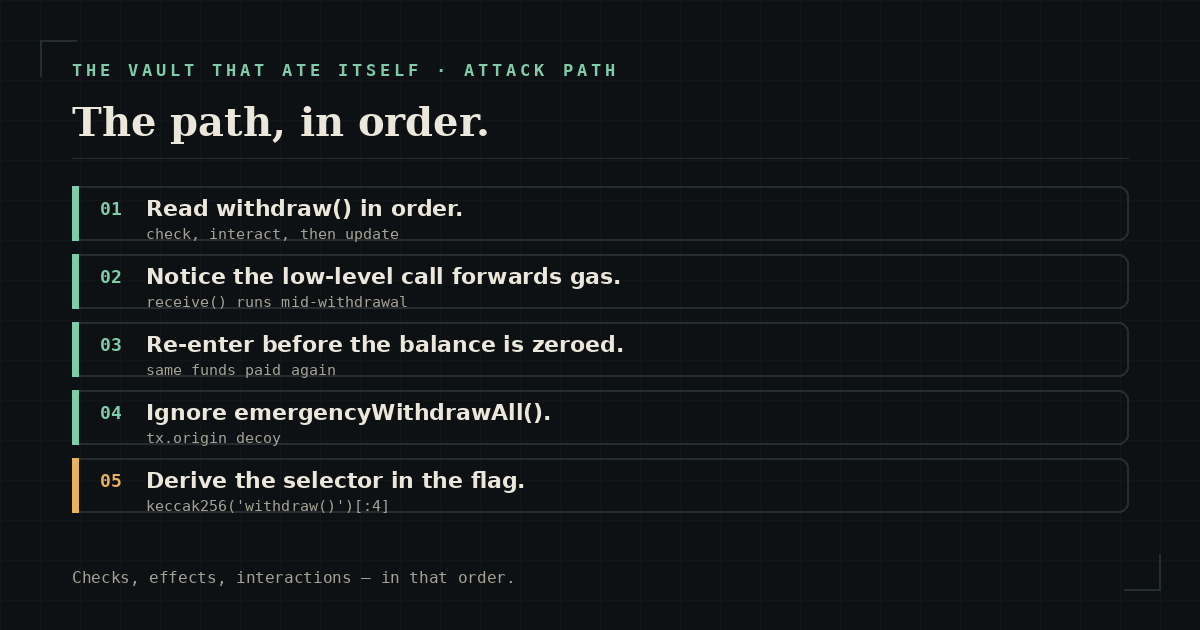 THE VAULT THAT ATE ITSELF · ATTACK PATH
The path, in order.
01 Read withdraw() in order.
check, interact, then update
02 Notice the low-level call forwards gas.
receive() runs mid-withdrawal
03 Re-enter before the balance is zeroed.
same funds paid again
04 Ignore emergencyWithdrawAll().
tx.origin decoy
05 Derive the selector in the flag.
keccak256('withdraw()')[:4]
Checks, effects, interactions — in that order.